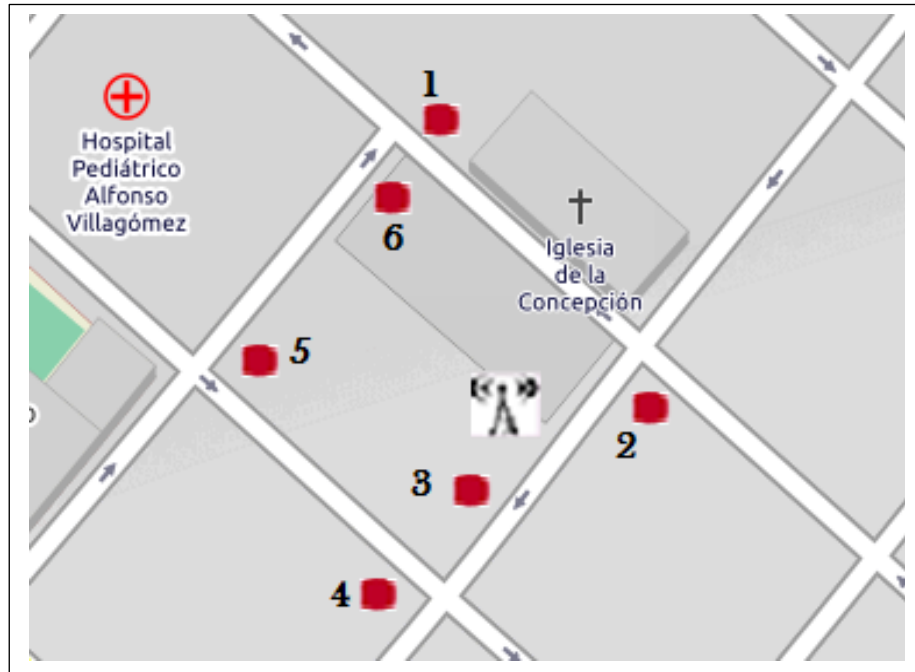 1
Hospital
Pediátrico
Alfonso
Villagómez
6
Iglesia
de la
Concepción
5
2
3
4